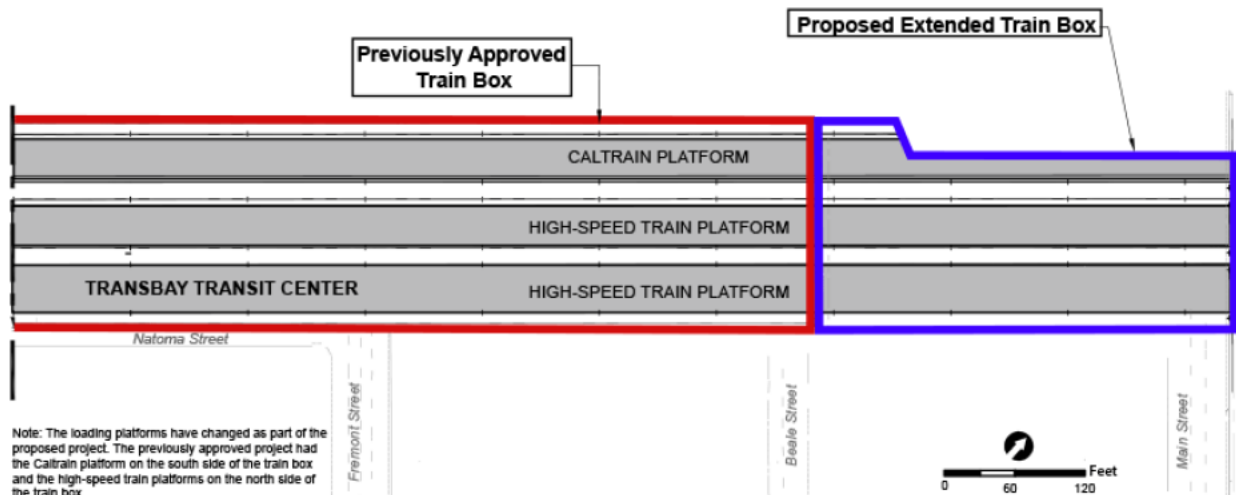 Proposed Extended Train Box
Previously Approved
Train Box
CALTRAIN PLATFORM
HIGH-SPEED TRAIN PLATFORM
TRANSBAY TRANSIT CENTER
HIGH-SPEED TRAIN PLATFORM
Natoma Street
Fremont Street
Beale Street
Main Street
Note: The loading platforms have changed as part of the
proposed project. The previously approved project had
the Caltrain platform on the south side of the train box
and the high-speed train platforms on the north side of
the train box
Feet
0 60 120